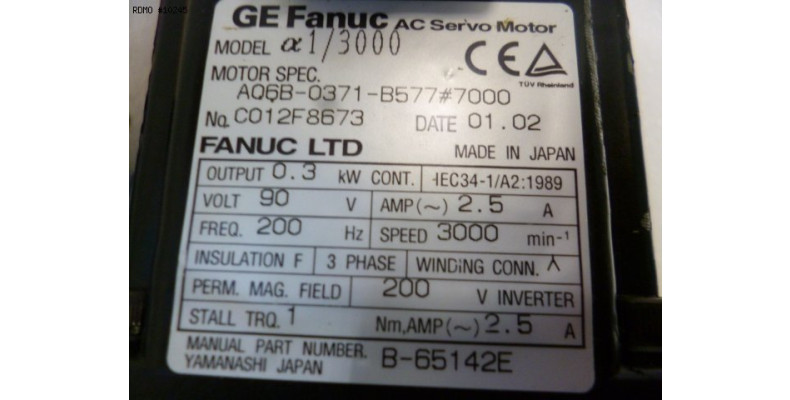 RDMO
GE Fanuc AC Servo Motor
MODEL α1/3000
CE
TÜV Rheinland
MOTOR SPEC.
A06B-0371-B577#7000
No. C012F8673 DATE 01.02
FANUC LTD MADE IN JAPAN
OUTPUT 0.3 kW CONT. IEC34-1/A2:1989
VOLT 90 V AMP(~) 2.5 A
FREQ. 200 Hz SPEED 3000 min-¹
INSULATION F 3 PHASE WINDING CONN. ⅄
PERM. MAG. FIELD 200 V INVERTER
STALL TRQ. 1 Nm,AMP(~) 2.5 A
MANUAL PART NUMBER. B-65142E
YAMANASHI JAPAN